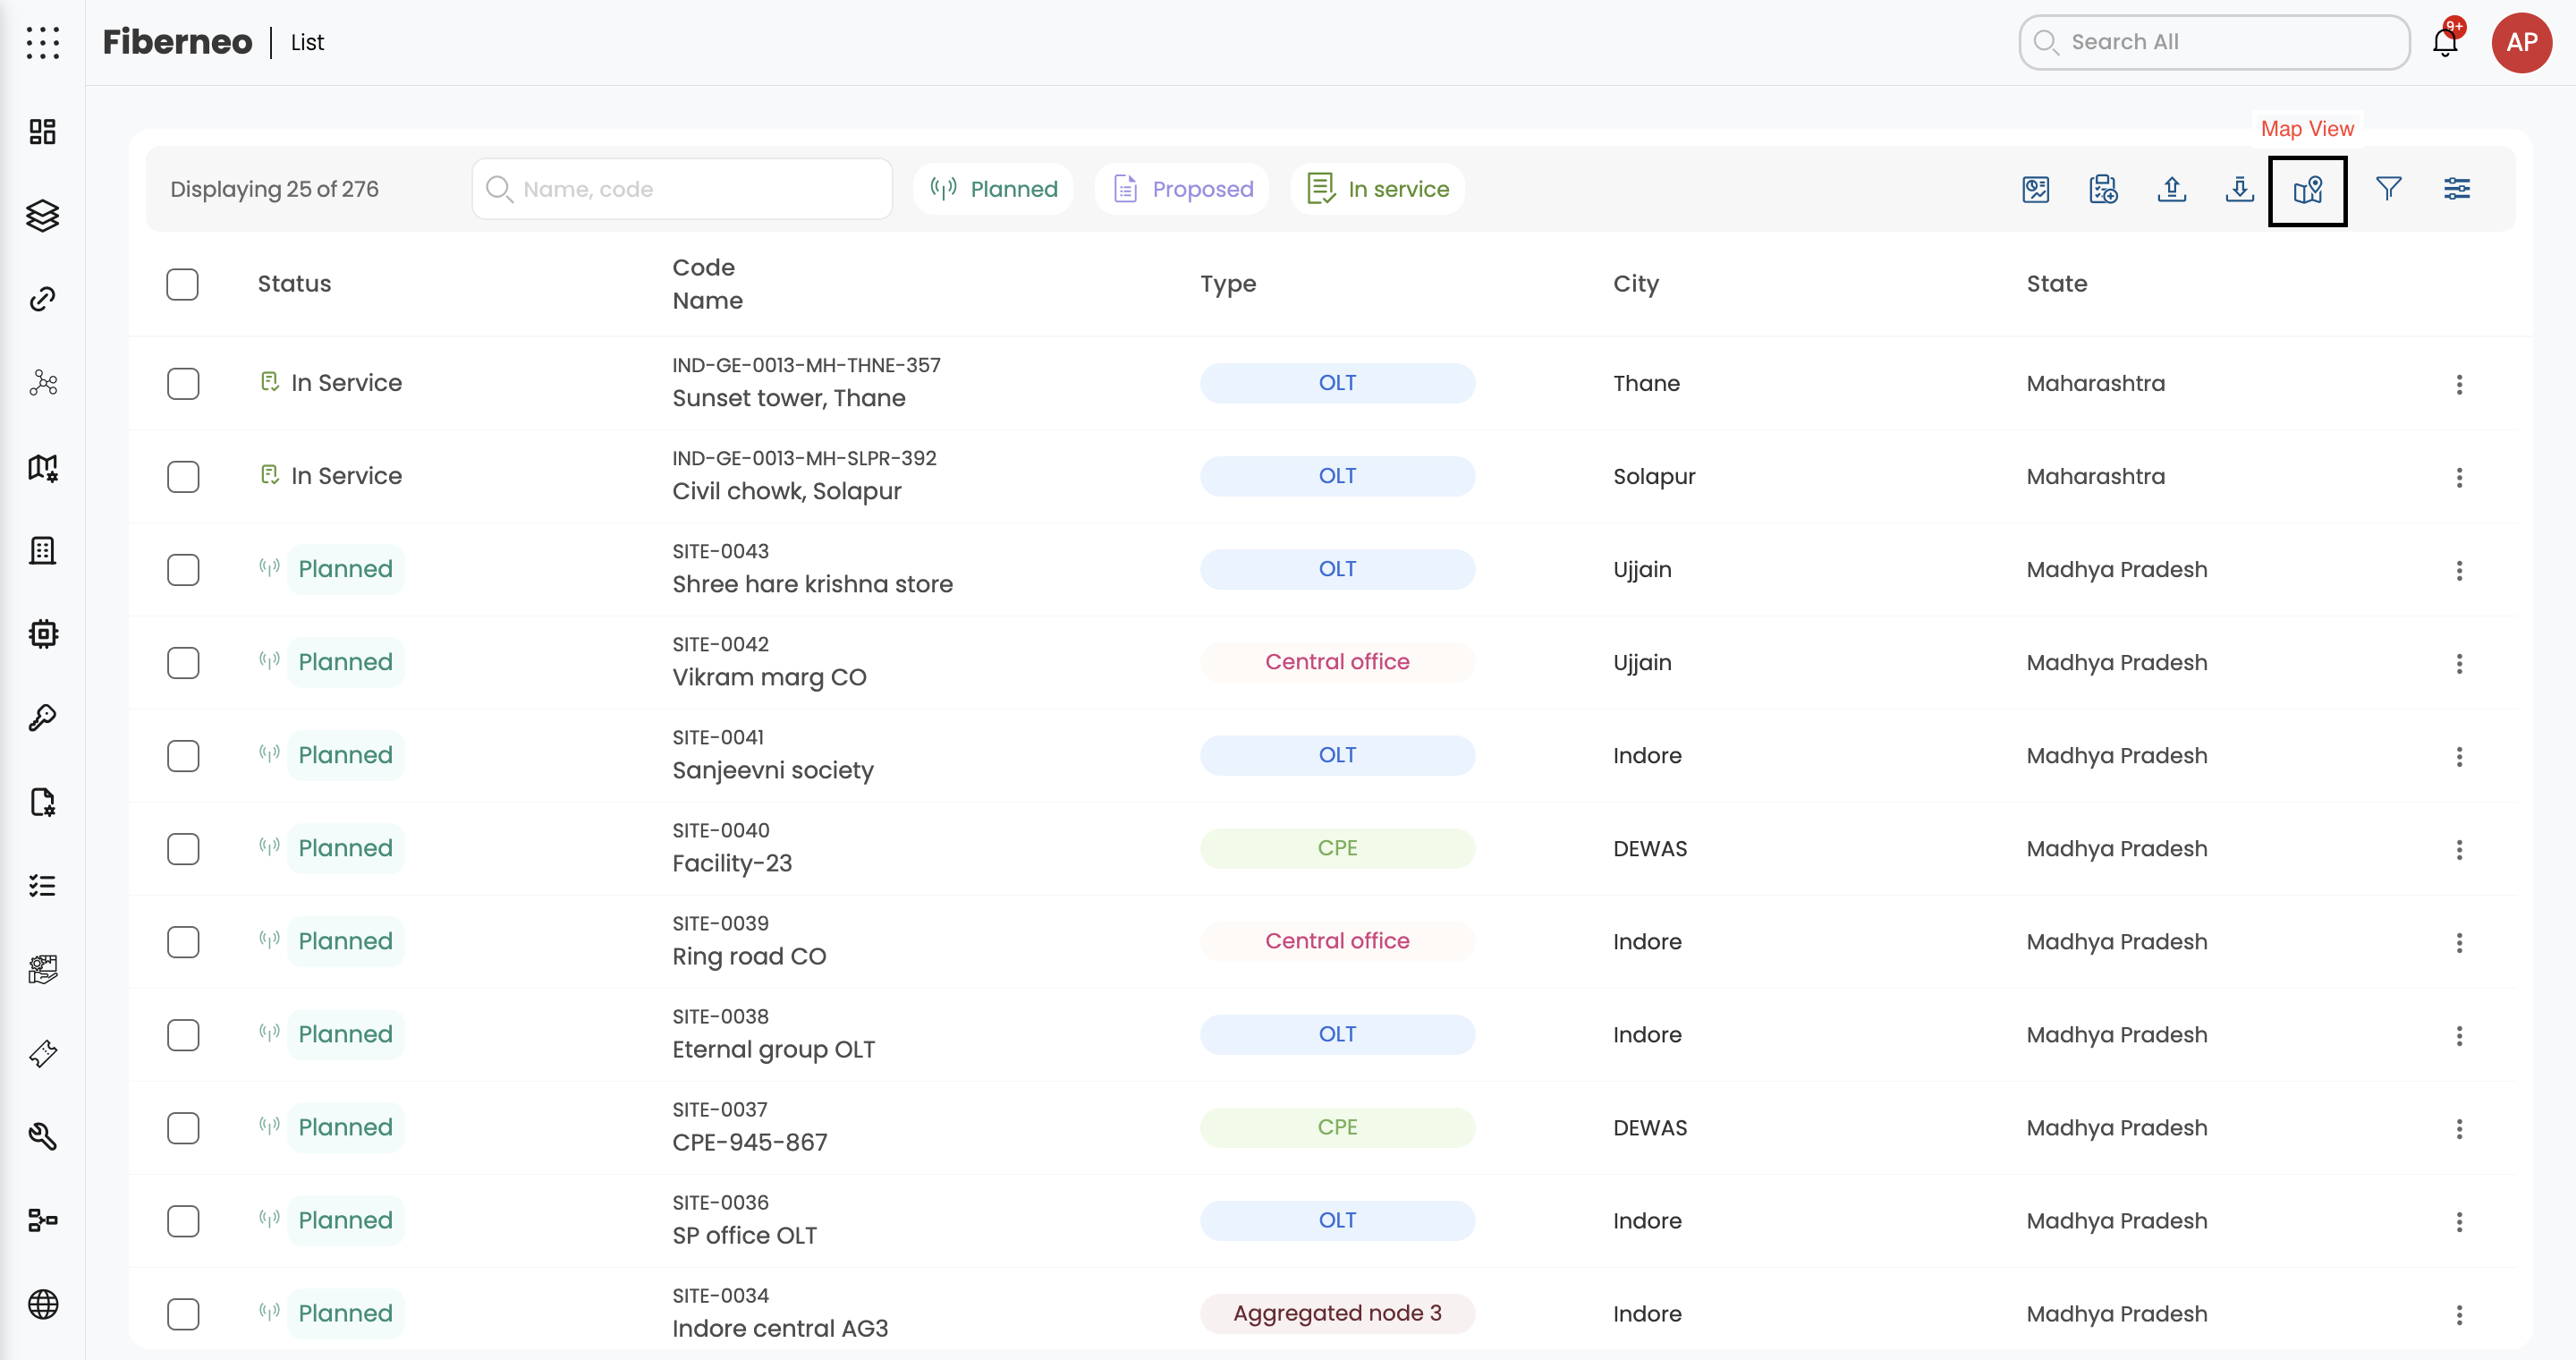 Fiberneo
List
Search All
9+
AP
Map View
Displaying 25 of 276
Name, code
Planned
Proposed
In service
Status
Code
Name
Type
City
State
In Service
IND-GE-0013-MH-THNE-357
Sunset tower, Thane
OLT
Thane
Maharashtra
In Service
IND-GE-0013-MH-SLPR-392
Civil chowk, Solapur
OLT
Solapur
Maharashtra
Planned
SITE-0043
Shree hare krishna store
OLT
Ujjain
Madhya Pradesh
Planned
SITE-0042
Vikram marg CO
Central office
Ujjain
Madhya Pradesh
Planned
SITE-0041
Sanjeevni society
OLT
Indore
Madhya Pradesh
Planned
SITE-0040
Facility-23
CPE
DEWAS
Madhya Pradesh
Planned
SITE-0039
Ring road CO
Central office
Indore
Madhya Pradesh
Planned
SITE-0038
Eternal group OLT
OLT
Indore
Madhya Pradesh
Planned
SITE-0037
CPE-945-867
CPE
DEWAS
Madhya Pradesh
Planned
SITE-0036
SP office OLT
OLT
Indore
Madhya Pradesh
Planned
SITE-0034
Indore central AG3
Aggregated node 3
Indore
Madhya Pradesh